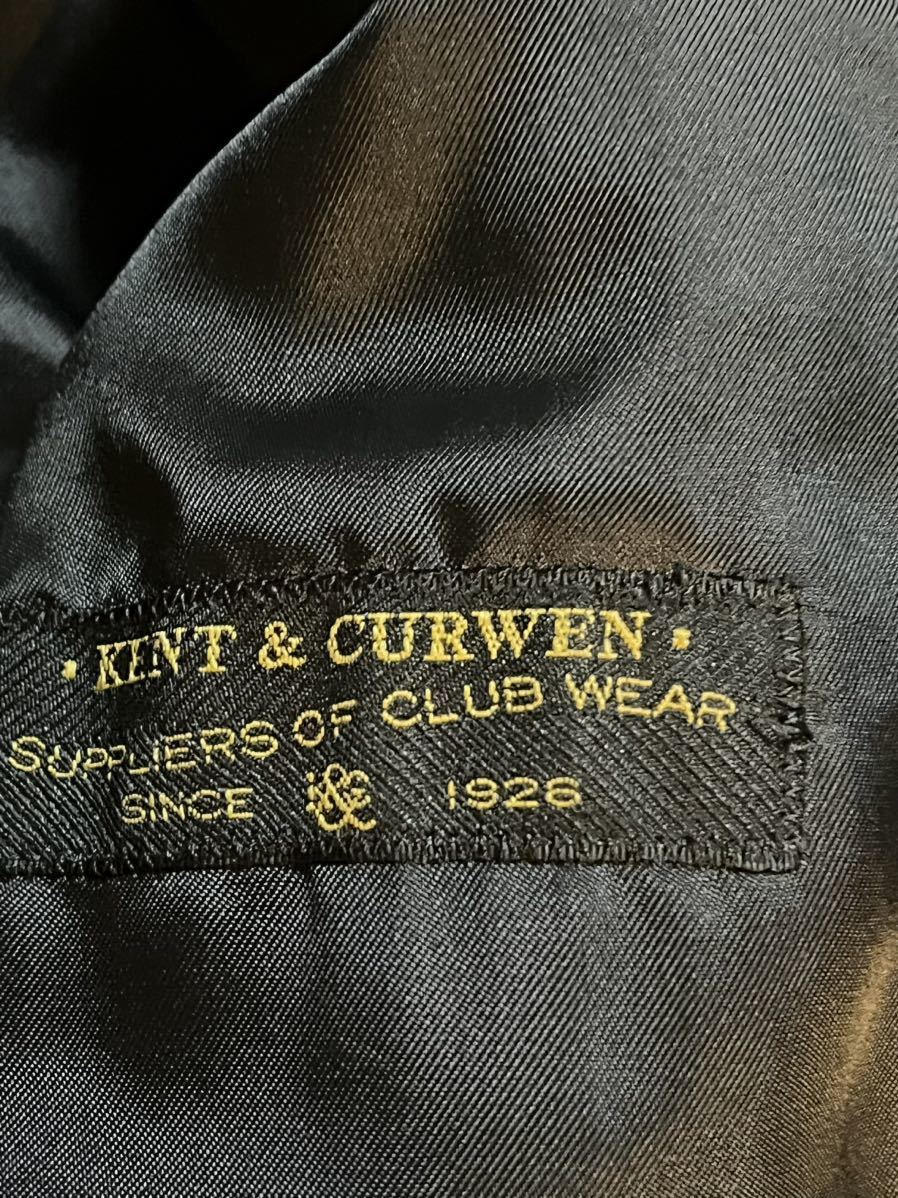 · KENT & CURWEN ·
SUPPLIERS OF CLUB WEAR
SINCE K&C 1926